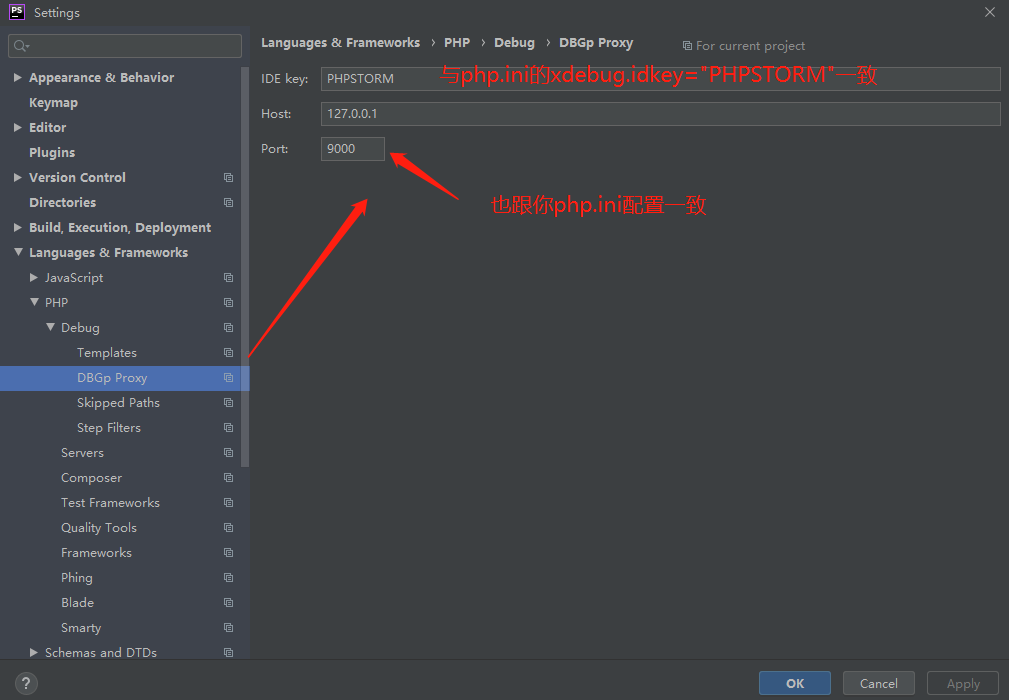 PS Settings
Languages & Frameworks › PHP › Debug › DBGp Proxy For current project
IDE key: PHPSTORM 与php.ini的xdebug.idkey="PHPSTORM"一致
Host: 127.0.0.1
Port: 9000
也跟你php.ini配置一致
Appearance & Behavior
Keymap
Editor
Plugins
Version Control
Directories
Build, Execution, Deployment
Languages & Frameworks
JavaScript
PHP
Debug
Templates
DBGp Proxy
Skipped Paths
Step Filters
Servers
Composer
Test Frameworks
Quality Tools
Frameworks
Phing
Blade
Smarty
Schemas and DTDs
? OK Cancel Apply